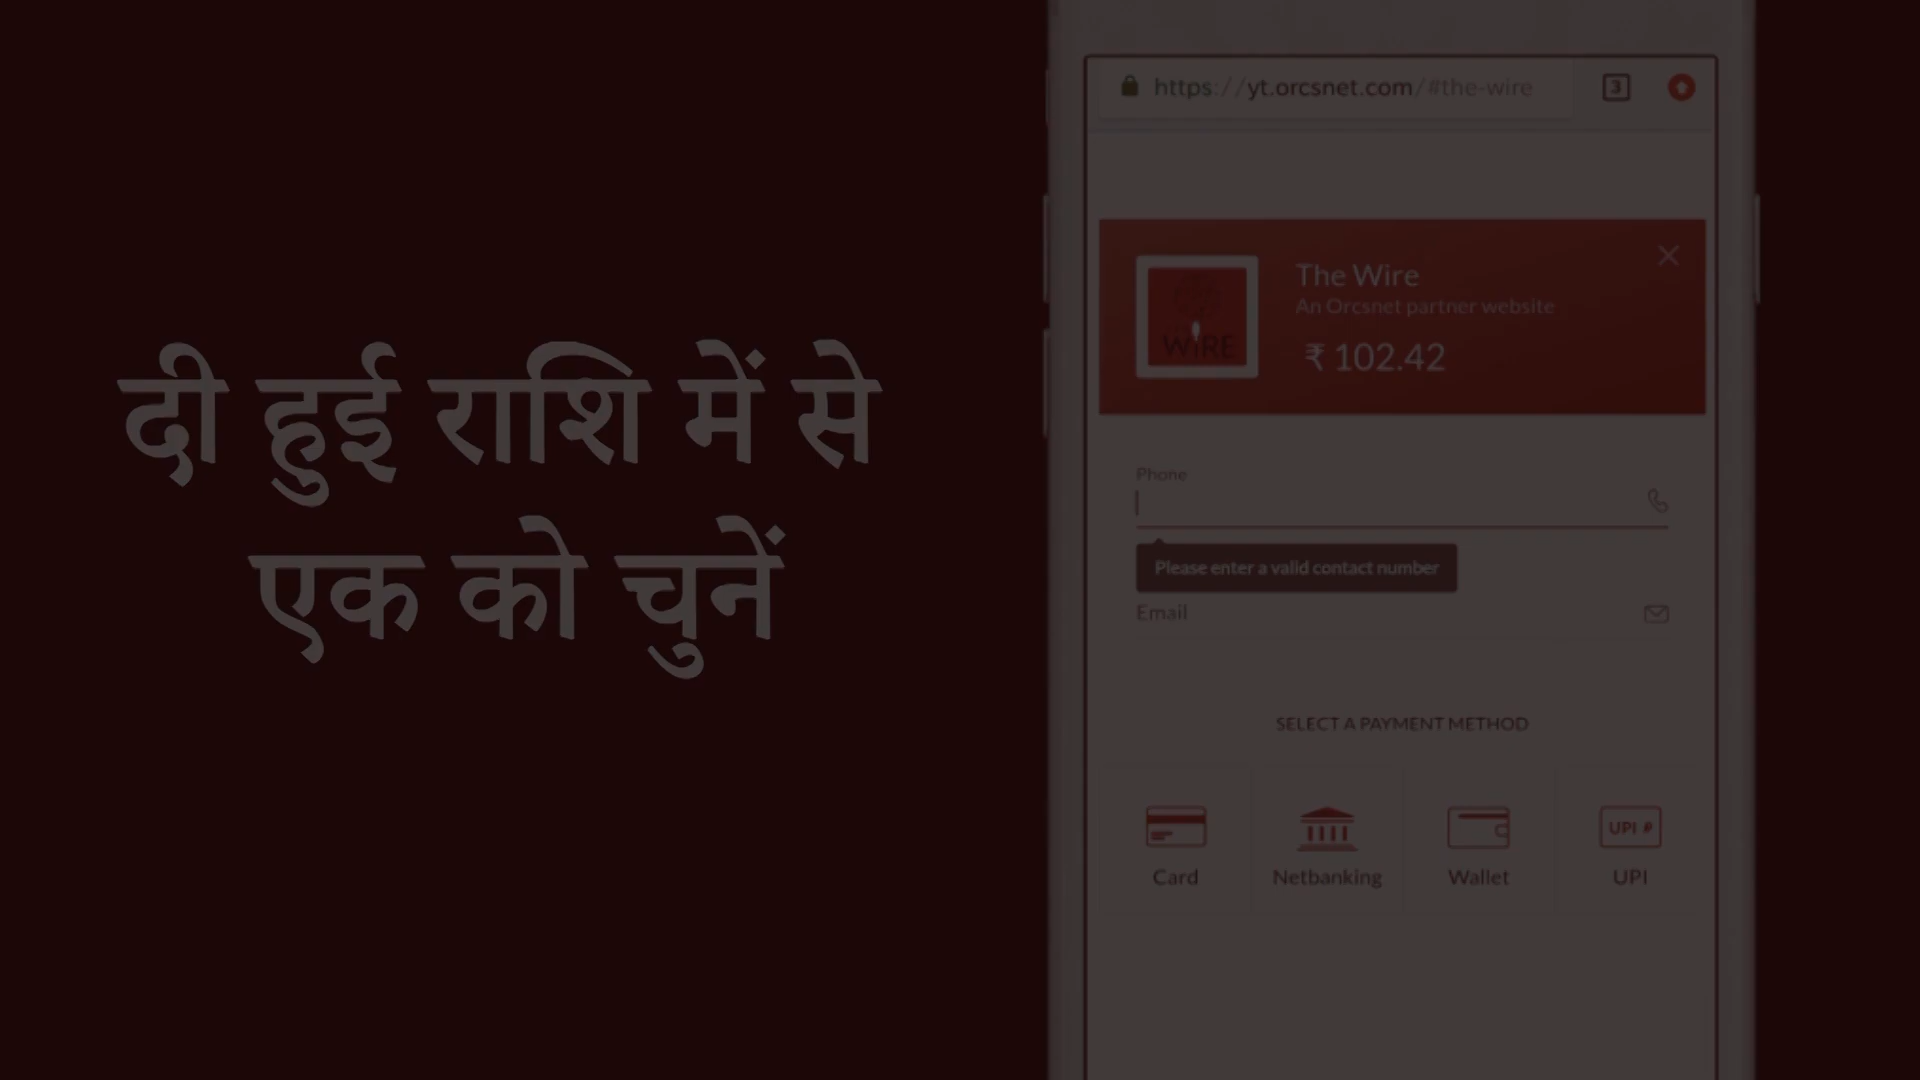 दी हुई राशि में से
एक को चुनें
https://yt.orcsnet.com/#the-wire
3
The Wire
An Orcsnet partner website
₹ 102.42
WIRE
Phone
Please enter a valid contact number
Email
SELECT A PAYMENT METHOD
UPI
Card
Netbanking
Wallet
UPI